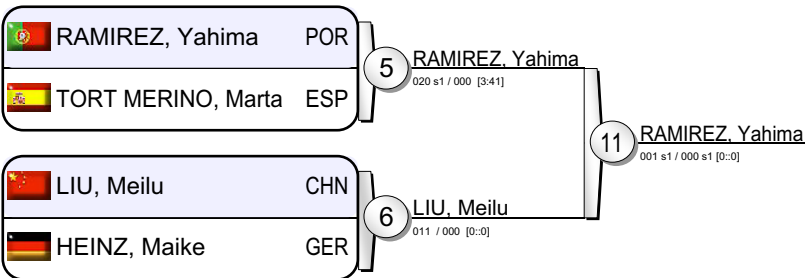 RAMIREZ, Yahima POR
TORT MERINO, Marta ESP
5
RAMIREZ, Yahima
020 s1 / 000 [3:41]
LIU, Meilu CHN
HEINZ, Maike GER
6
LIU, Meilu
011 / 000 [0::0]
11
RAMIREZ, Yahima
001 s1 / 000 s1 [0::0]